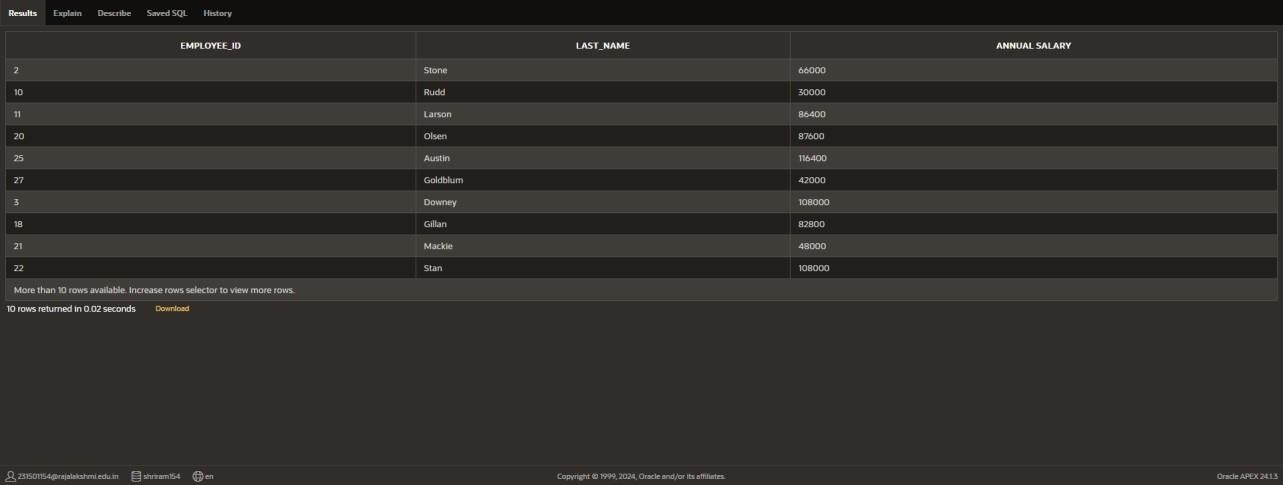 Results Explain Describe Saved SQL History
EMPLOYEE_ID LAST_NAME ANNUAL SALARY
2 Stone 66000
10 Rudd 30000
11 Larson 86400
20 Olsen 87600
25 Austin 116400
27 Goldblum 42000
3 Downey 108000
18 Gillan 82800
21 Mackie 48000
22 Stan 108000
More than 10 rows available. Increase rows selector to view more rows.
10 rows returned in 0.02 seconds Download
231501154@rajalakshmi.edu.in shriram154 en Copyright © 1999, 2024, Oracle and/or its affiliates. Oracle APEX 24.1.3